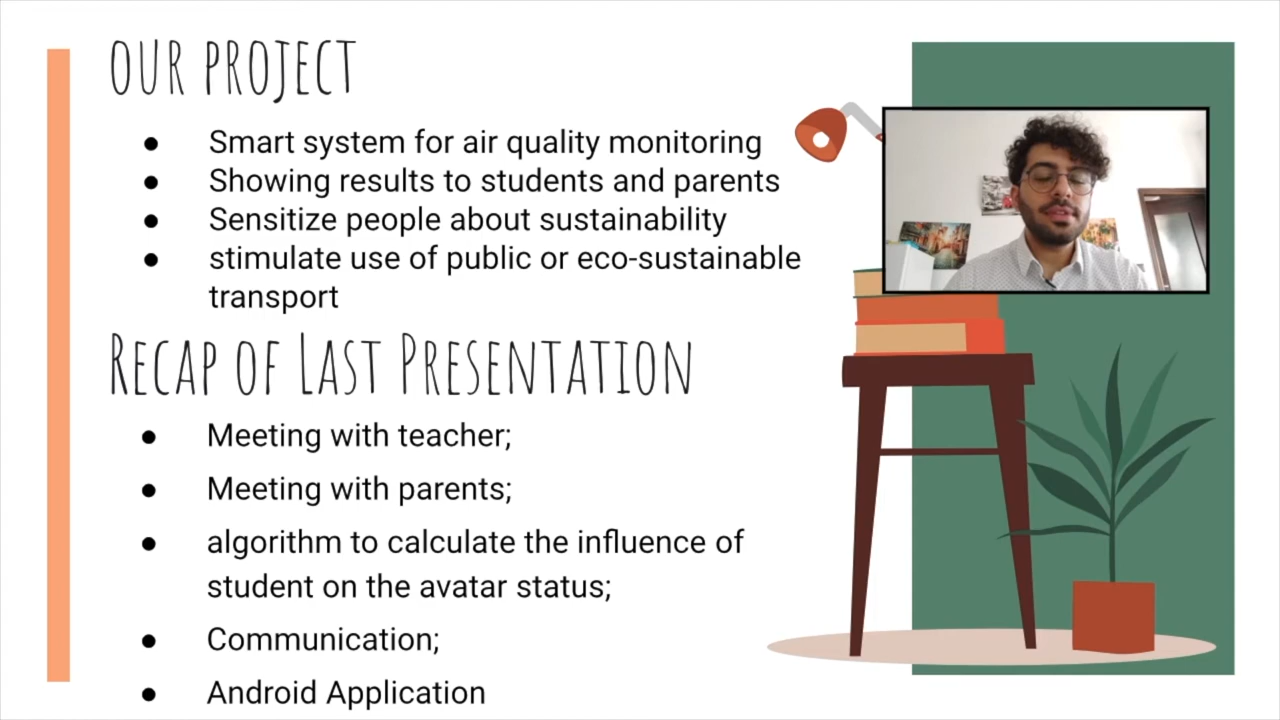 OUR PROJECT
● Smart system for air quality monitoring
● Showing results to students and parents
● Sensitize people about sustainability
● stimulate use of public or eco-sustainable
transport
RECAP OF LAST PRESENTATION
● Meeting with teacher;
● Meeting with parents;
● algorithm to calculate the influence of
student on the avatar status;
● Communication;
● Android Application